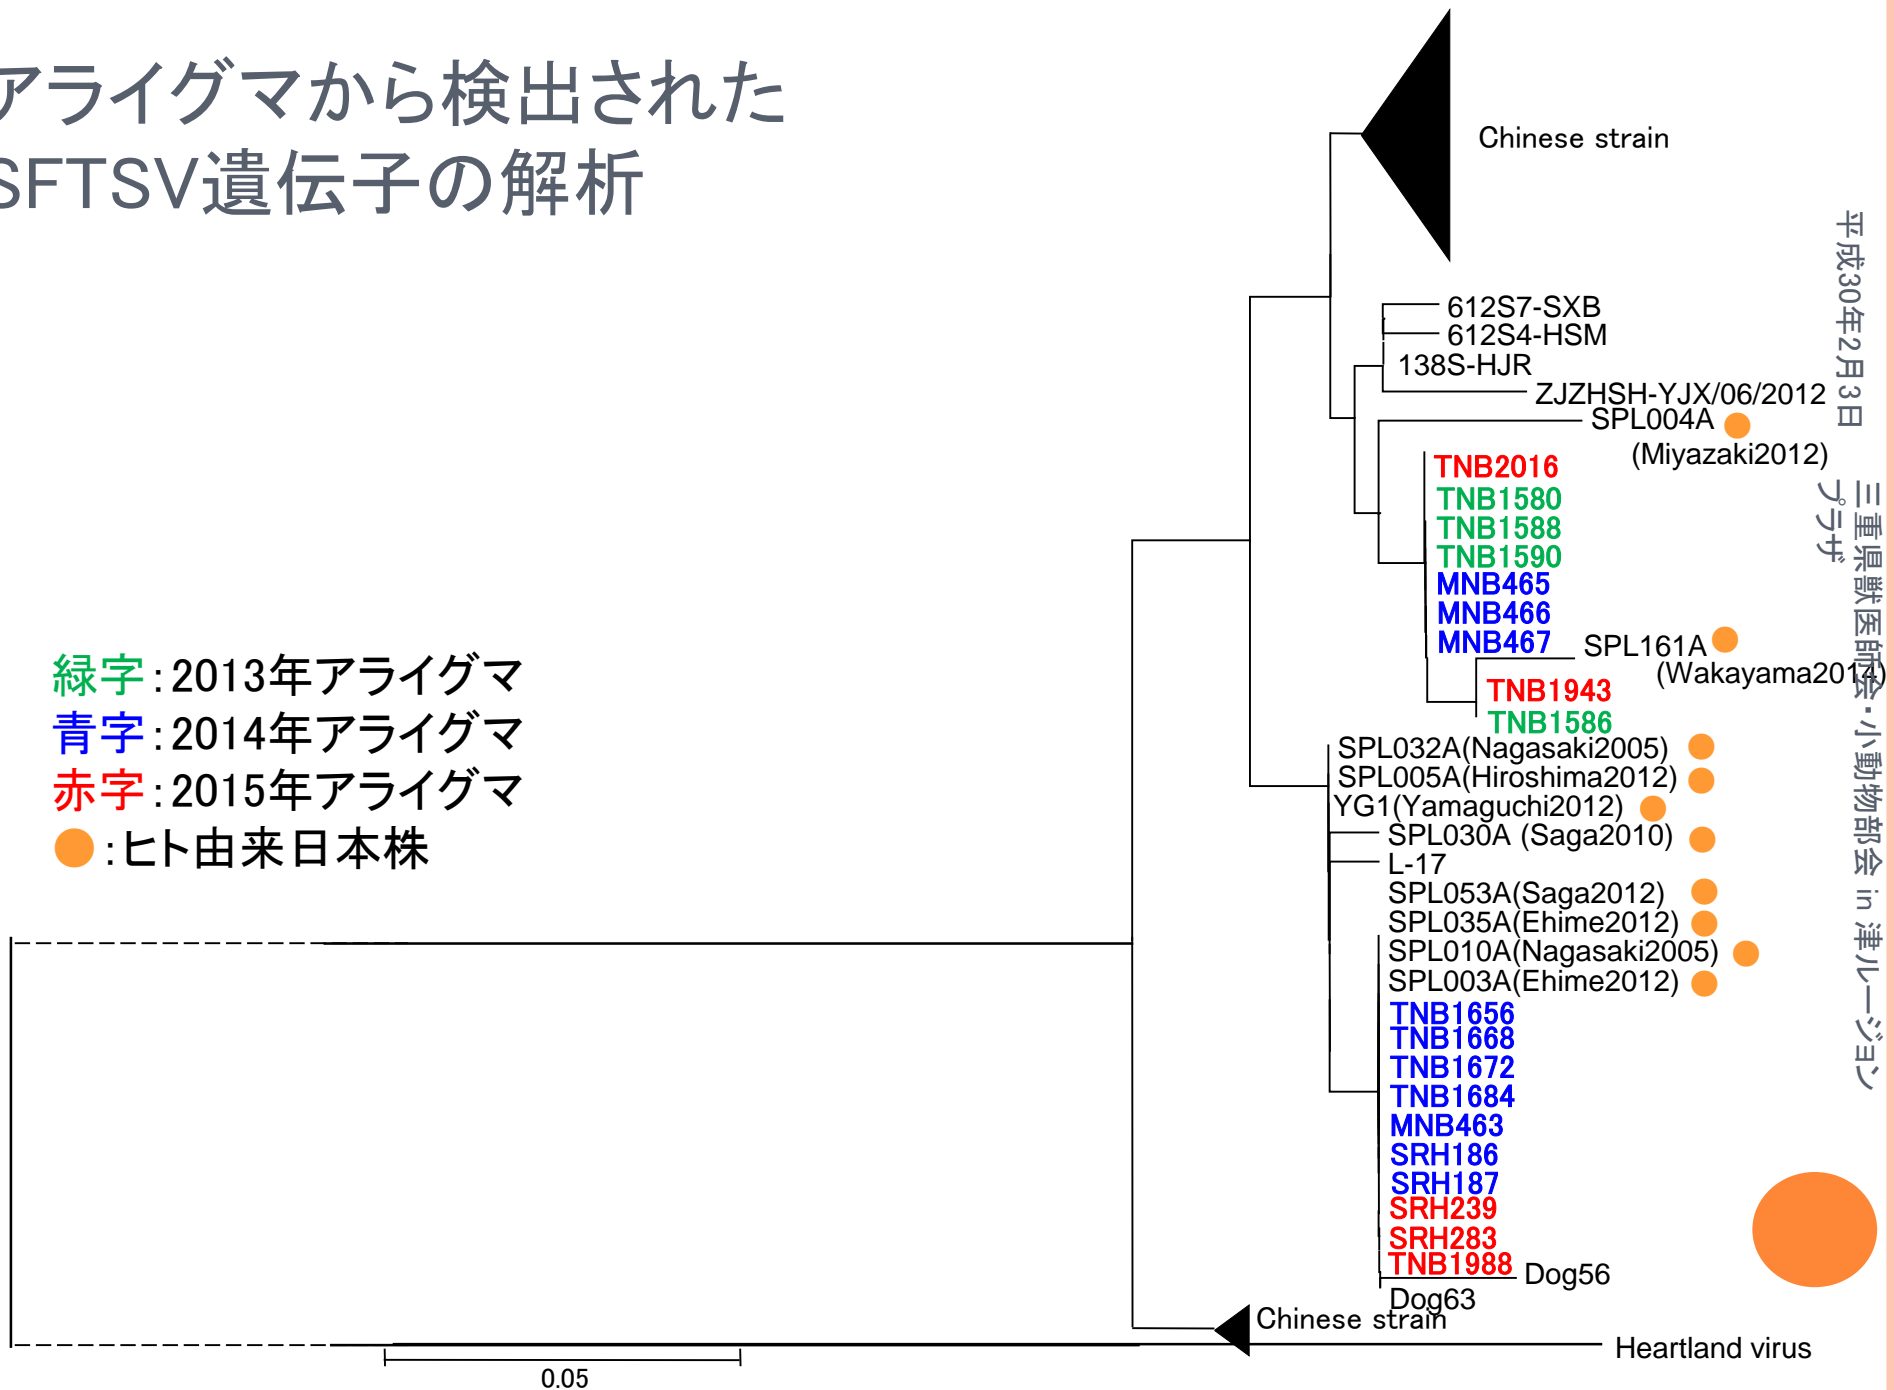 アライグマから検出された
SFTSV遺伝子の解析
緑字:2013年アライグマ
青字:2014年アライグマ
赤字:2015年アライグマ
:ヒト由来日本株
Chinese strain
612S7-SXB
612S4-HSM
138S-HJR
ZJZHSH-YJX/06/2012
SPL004A
(Miyazaki2012)
TNB2016
TNB1580
TNB1588
TNB1590
MNB465
MNB466
MNB467
SPL161A
(Wakayama2014)
TNB1943
TNB1586
SPL032A(Nagasaki2005)
SPL005A(Hiroshima2012)
YG1(Yamaguchi2012)
SPL030A (Saga2010)
L-17
SPL053A(Saga2012)
SPL035A(Ehime2012)
SPL010A(Nagasaki2005)
SPL003A(Ehime2012)
TNB1656
TNB1668
TNB1672
TNB1684
MNB463
SRH186
SRH187
SRH239
SRH283
TNB1988
Dog56
Dog63
Chinese strain
Heartland virus
0.05
平成30年2月3日
三重県獣医師会・小動物部会 in 津ルージョン
プラザ